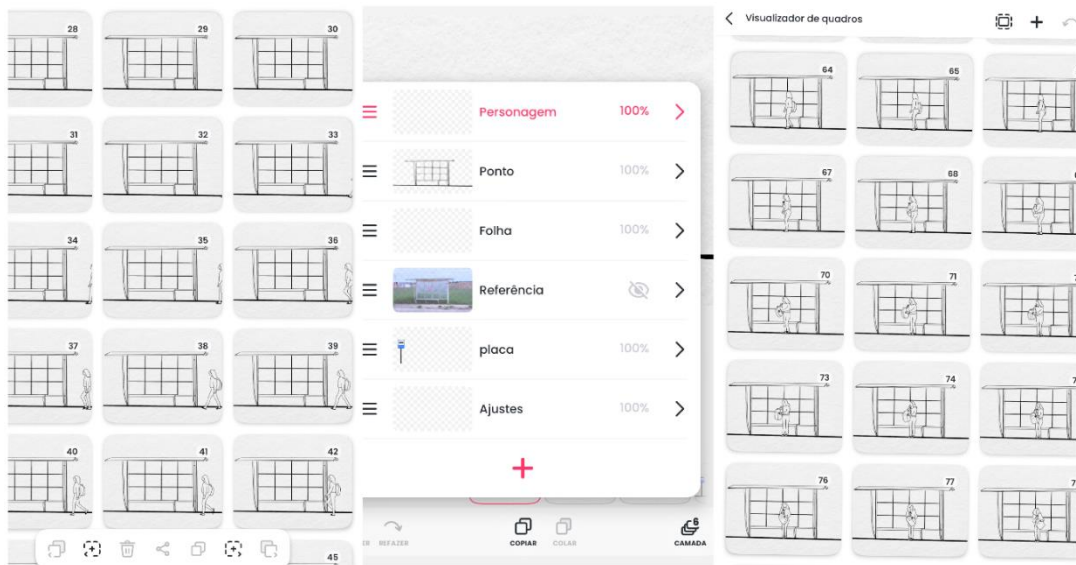 28
29
30
31
32
33
34
35
36
37
38
39
40
41
42
45
Personagem 100%
Ponto 100%
Folha 100%
Referência
placa 100%
Ajustes 100%
REFAZER
COPIAR
COLAR
6
CAMADA
Visualizador de quadros
64
65
67
68
70
71
73
74
76
77